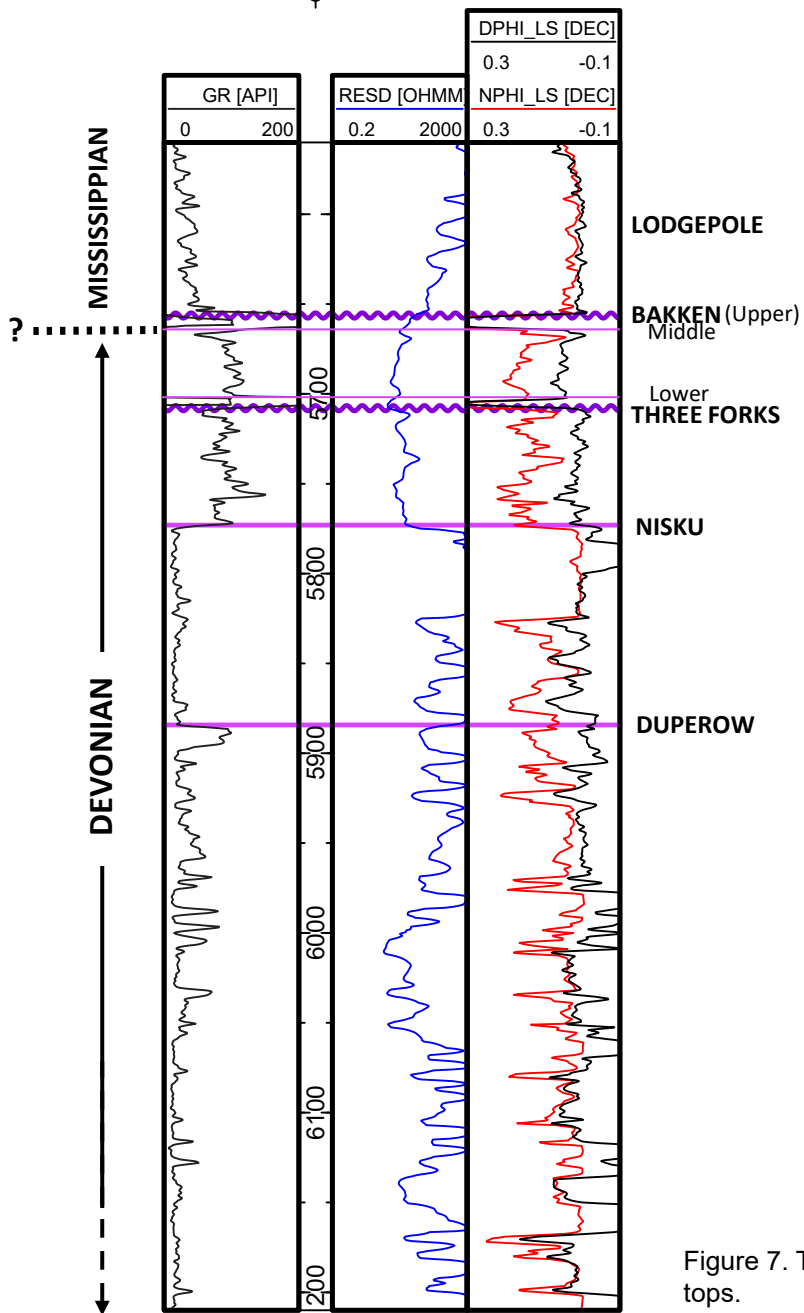 DPHI_LS [DEC]
0.3 -0.1
GR [API]
0 200
RESD [OHMM]
0.2 2000
NPHI_LS [DEC]
0.3 -0.1
MISSISSIPPIAN
LODGEPOLE
BAKKEN (Upper)
?
Middle
Lower
5700
THREE FORKS
NISKU
5800
DUPEROW
5900
DEVONIAN
6000
6100
Figure 7. T
tops.
200